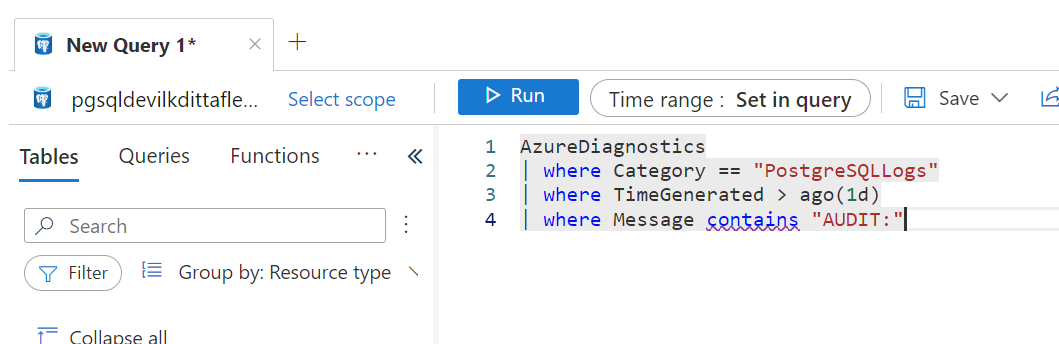 New Query 1*
pgsqldevilkdittafle... Select scope Run Time range : Set in query Save
Tables Queries Functions ...
Search
Filter Group by: Resource type
Collapse all
1 AzureDiagnostics
2 | where Category == "PostgreSQLLogs"
3 | where TimeGenerated > ago(1d)
4 | where Message contains "AUDIT:"